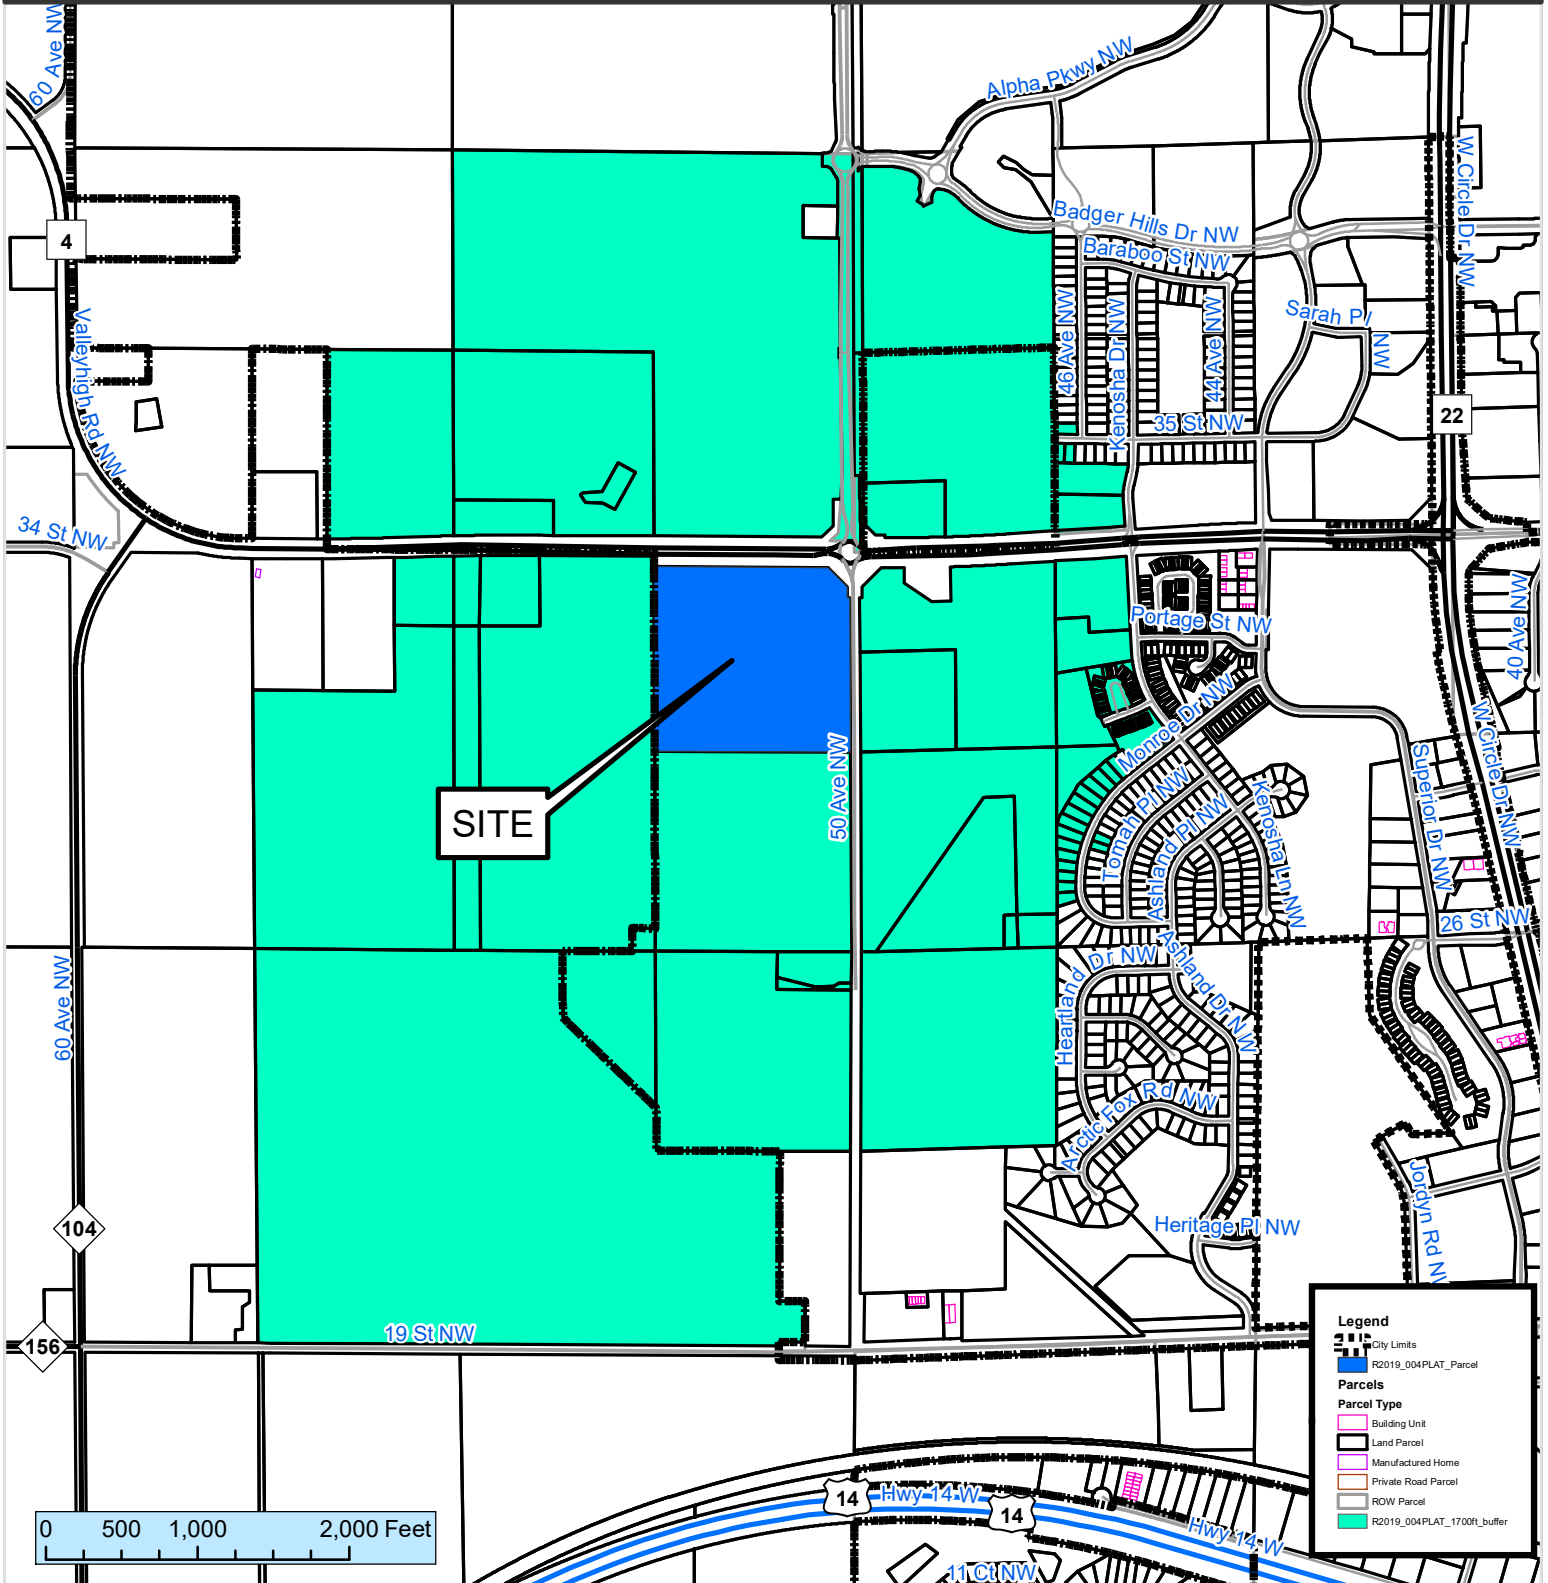 60 Ave NW
Alpha Pkwy NW
W Circle Dr NW
4
Badger Hills Dr NW
Baraboo St NW
46 Ave NW
Kenosha Dr NW
44 Ave NW
Sarah Pl NW
Valleyhigh Rd NW
35 St NW
22
34 St NW
40 Ave NW
Portage St NW
Monroe Dr NW
W Circle Dr NW
50 Ave NW
SITE
Tomah Pl NW
Ashland Pl NW
Kenosha Ln NW
Superior Dr NW
26 St NW
60 Ave NW
Heartland Dr NW
Ashland Dr NW
Arctic Fox Rd NW
Jordyn Rd NW
104
Heritage Pl NW
156
19 St NW
Legend
City Limits
R2019_004PLAT_Parcel
Parcels
Parcel Type
Building Unit
Land Parcel
Manufactured Home
Private Road Parcel
ROW Parcel
R2019_004PLAT_1700ft_buffer
14
Hwy 14 W
14
Hwy 14 W
0 500 1,000 2,000 Feet
11 Ct NW